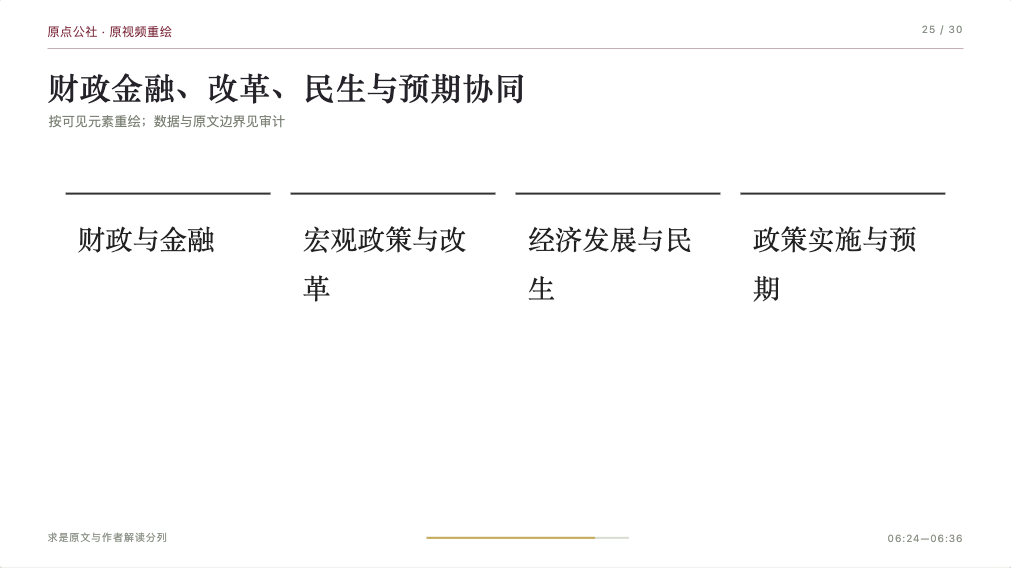 原点公社 · 原视频重绘
25 / 30
财政金融、改革、民生与预期协同
按可见元素重绘；数据与原文边界见审计
财政与金融
宏观政策与改
革
经济发展与民
生
政策实施与预
期
求是原文与作者解读分列
06:24—06:36